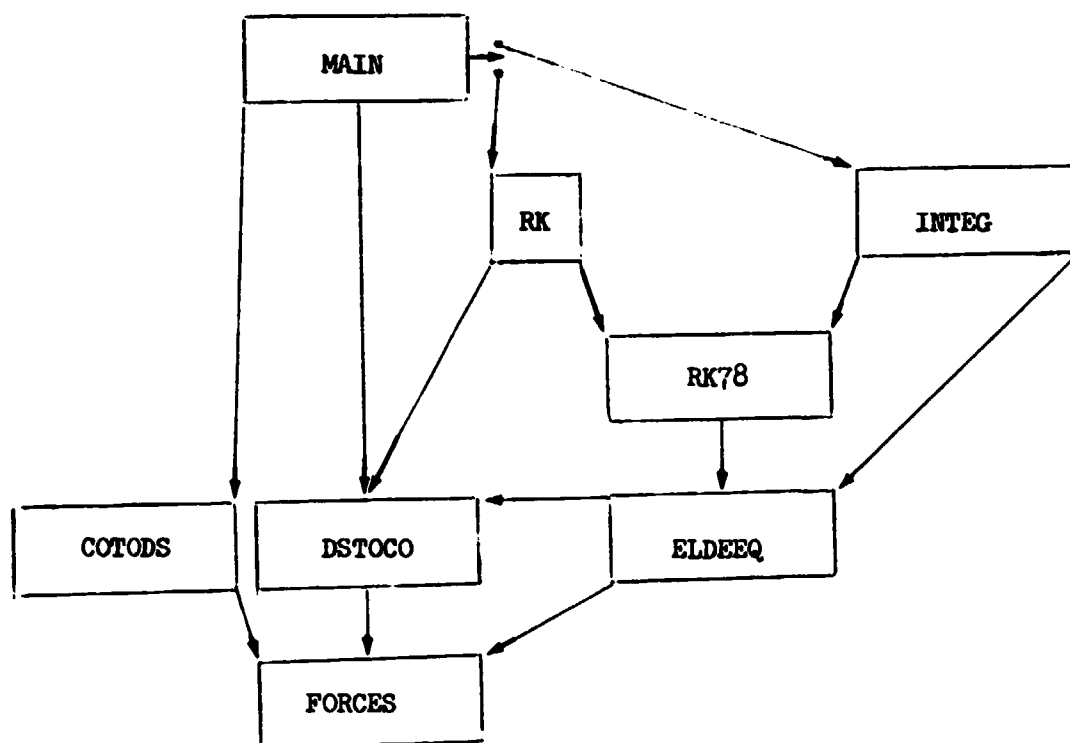 MAIN
RK
INTEG
RK78
COTODS
DSTOCO
ELDEEQ
FORCES